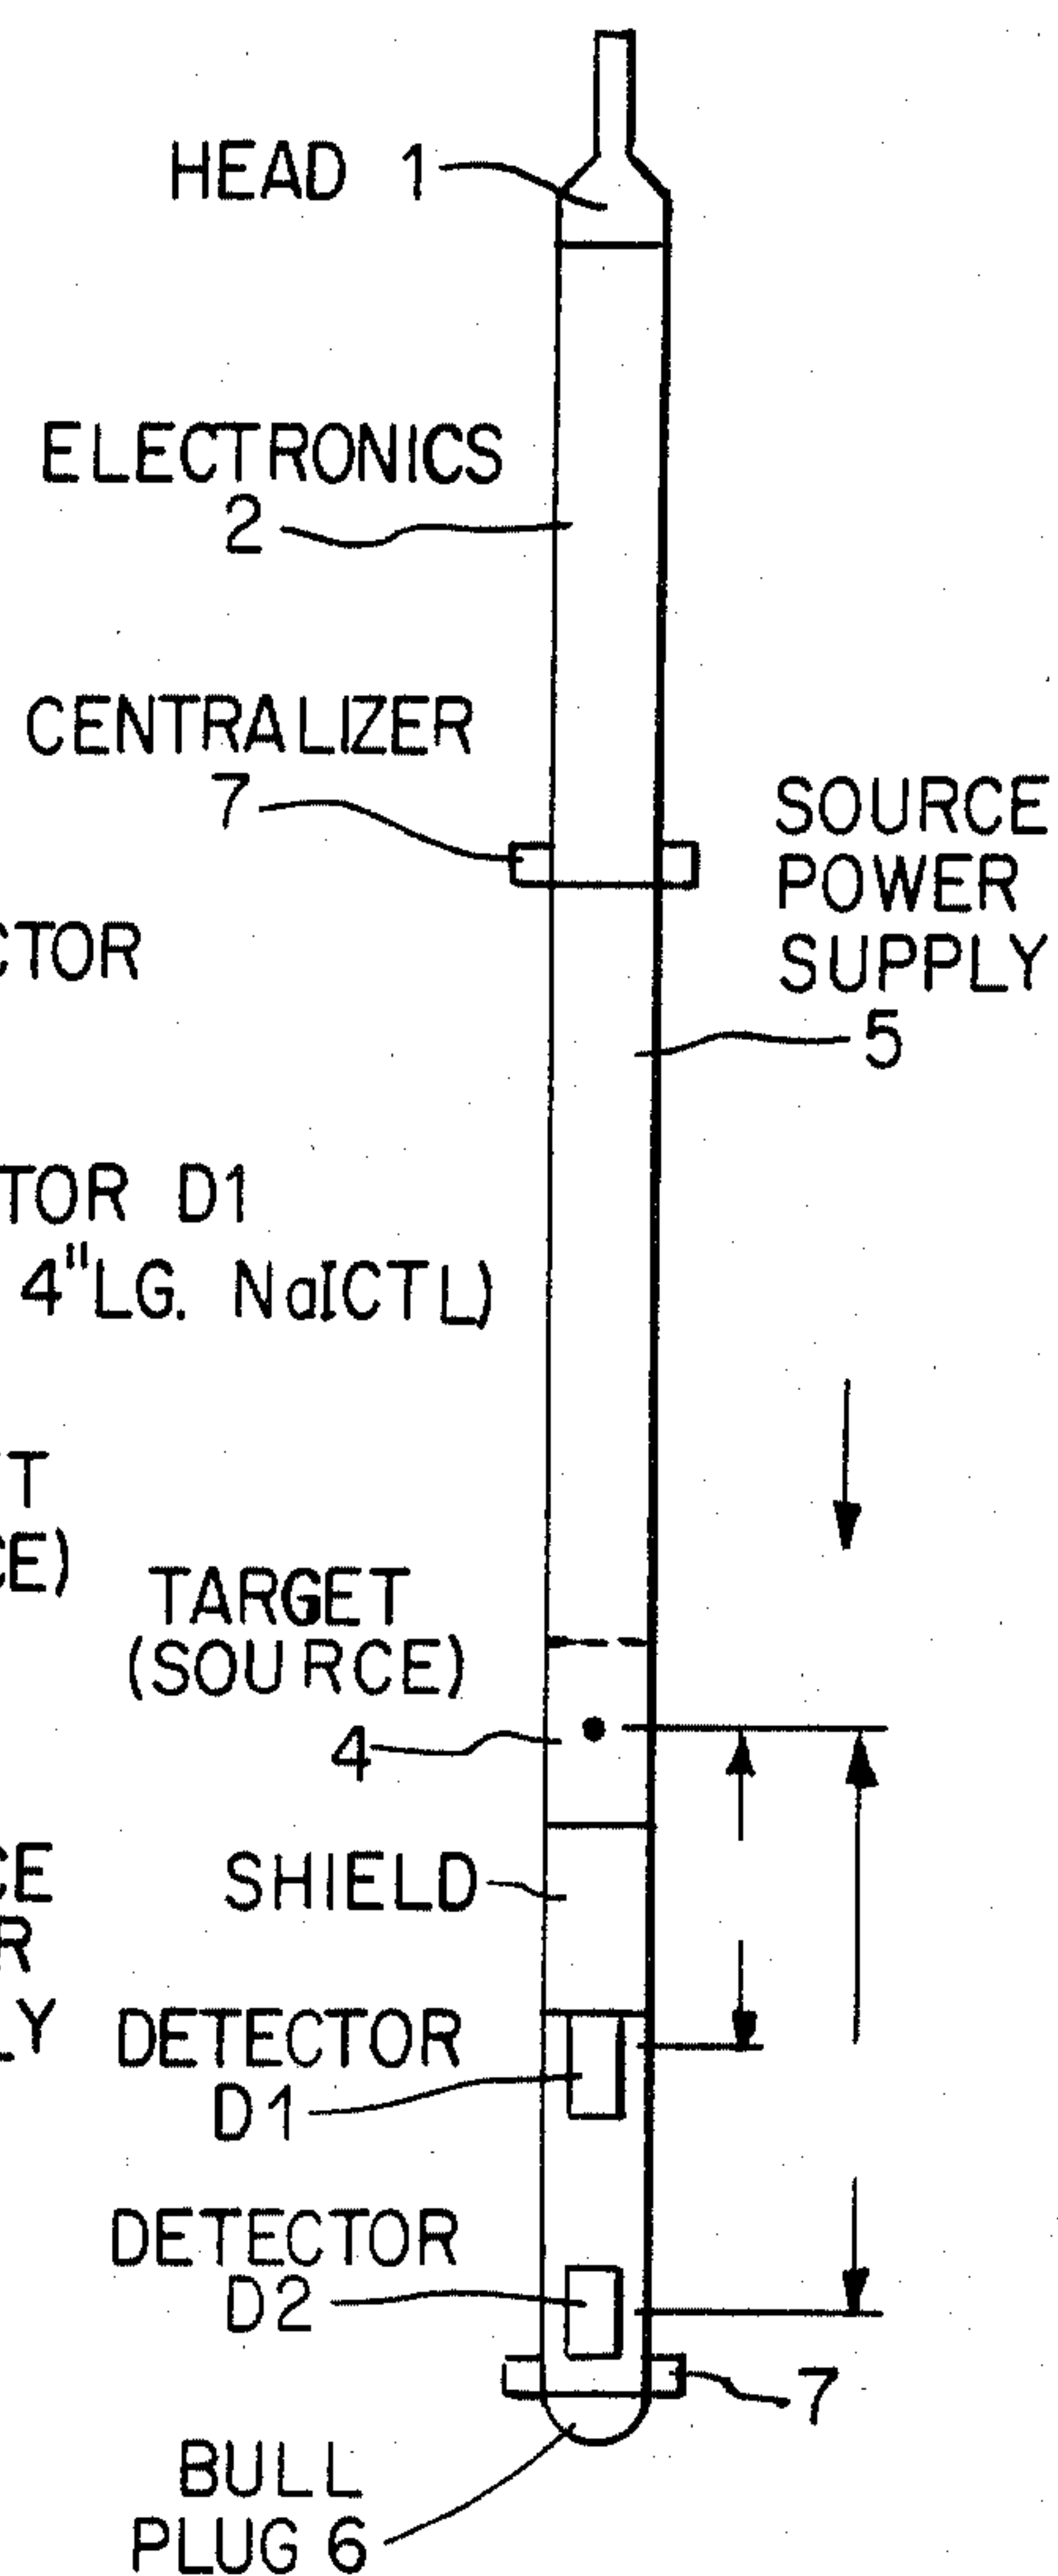 HEAD 1
ELECTRONICS
2
CENTRALIZER
7
SOURCE
POWER
SUPPLY
5
CTOR
TOR D1
4"LG. NaICTL)
T
CE)
TARGET
(SOURCE)
4
CE
R
LY
SHIELD
DETECTOR
D1
DETECTOR
D2
7
BULL
PLUG 6